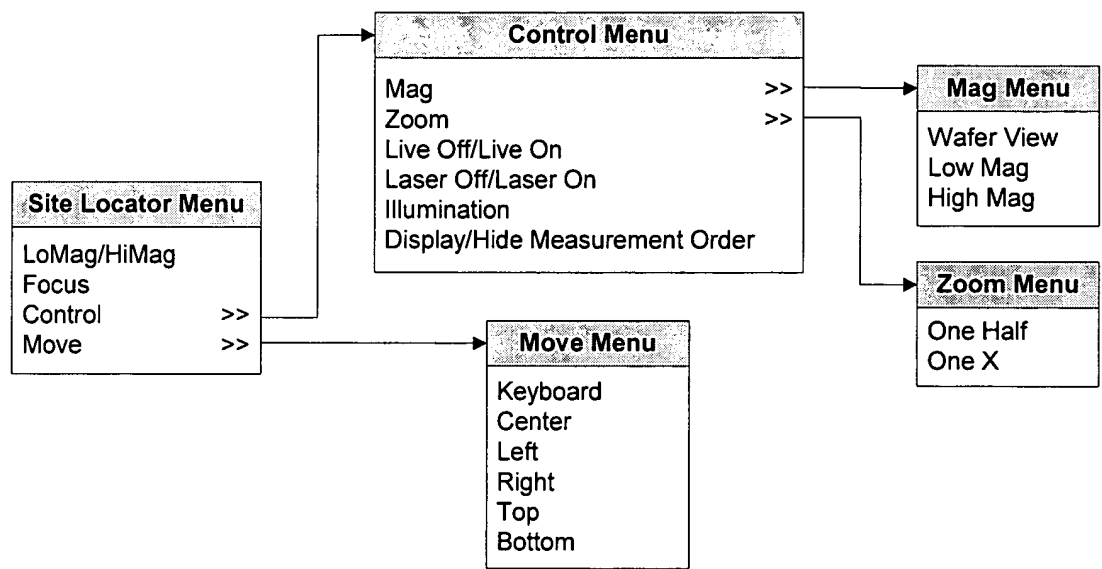 Site Locator Menu
LoMag/HiMag
Focus
Control >>
Move >>
Control Menu
Mag >>
Zoom >>
Live Off/Live On
Laser Off/Laser On
Illumination
Display/Hide Measurement Order
Move Menu
Keyboard
Center
Left
Right
Top
Bottom
Mag Menu
Wafer View
Low Mag
High Mag
Zoom Menu
One Half
One X